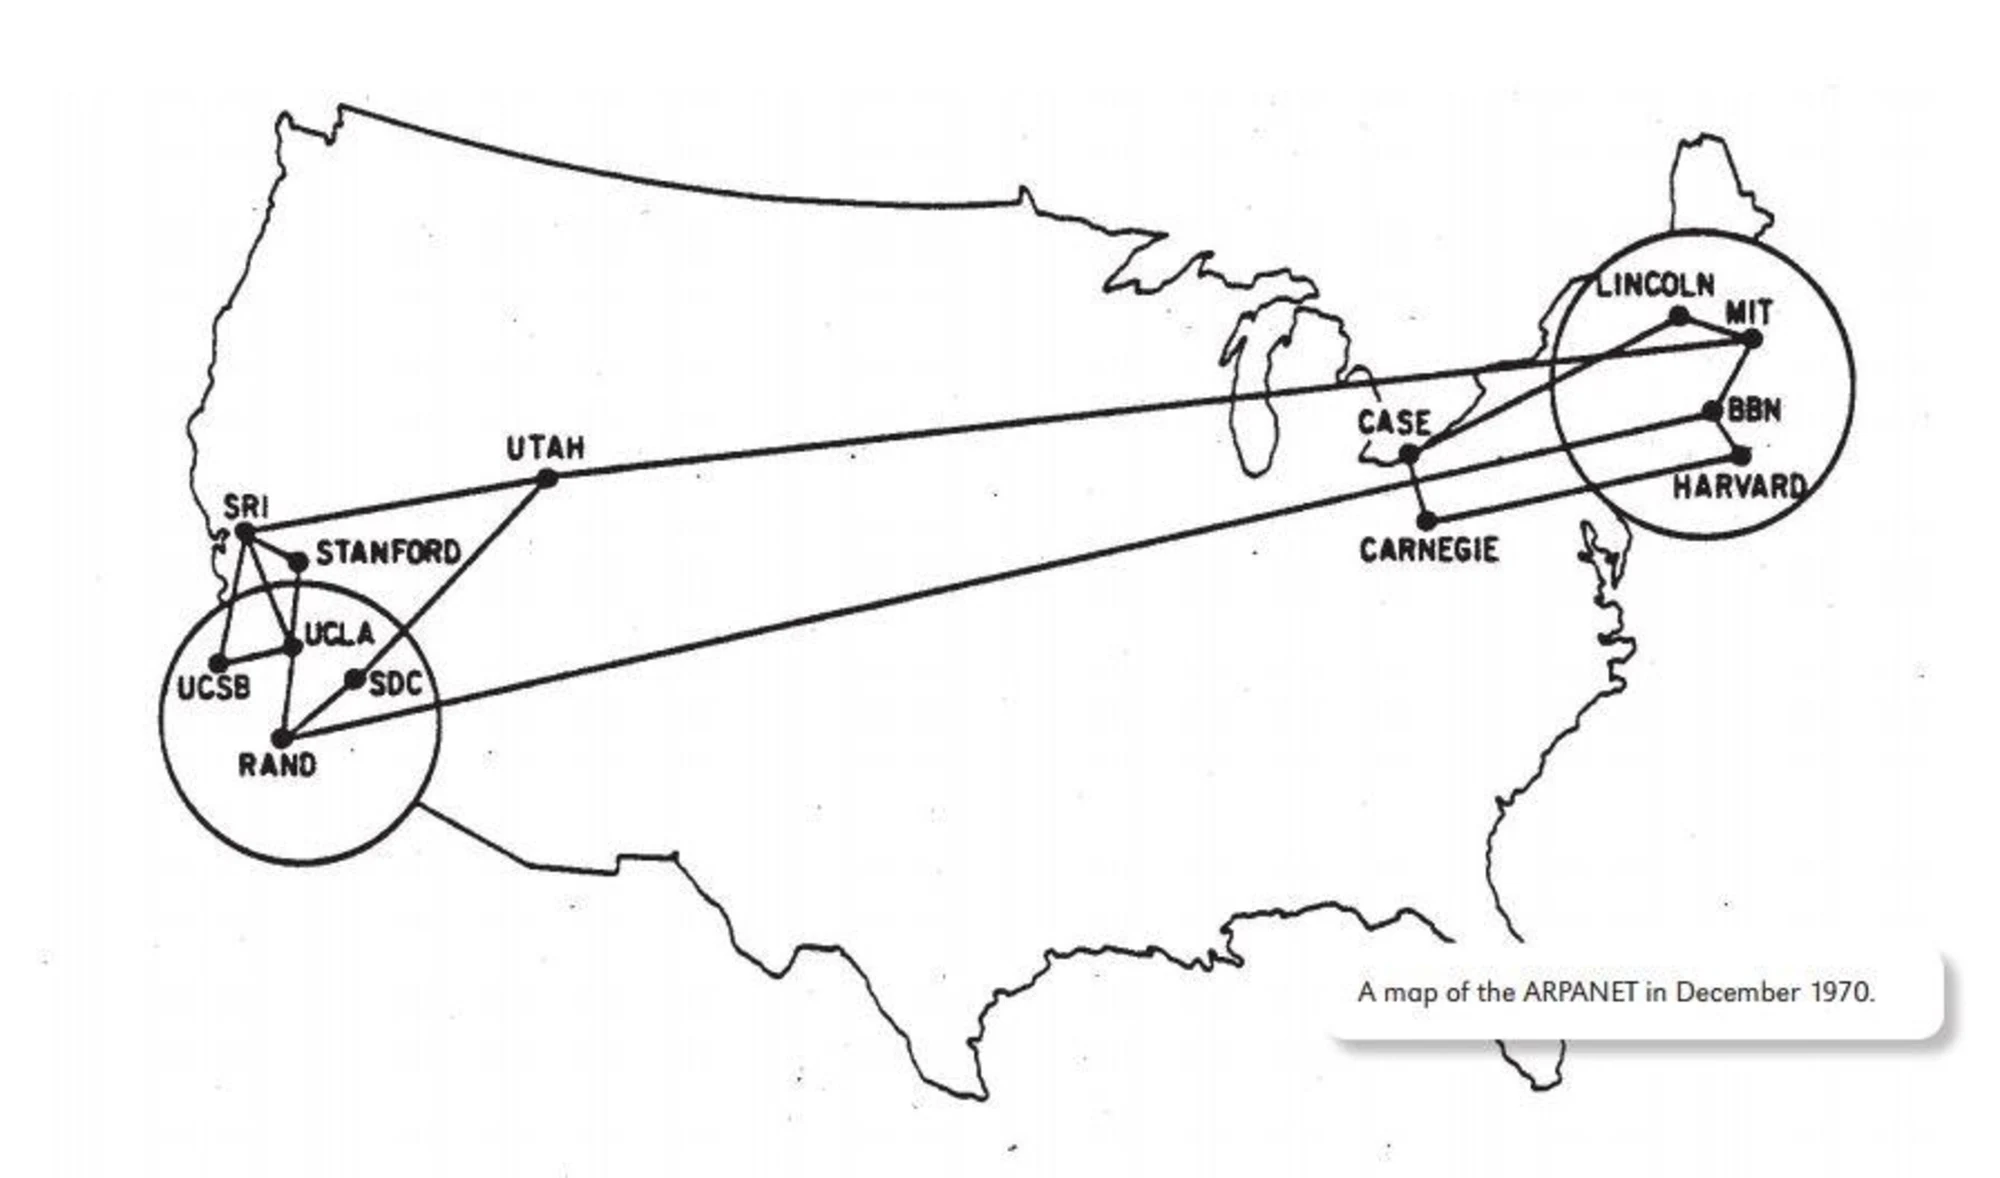 LINCOLN
MIT
CASE
BBN
UTAH
HARVARD
SRI
STANFORD
CARNEGIE
UCLA
UCSB
SDC
RAND
A map of the ARPANET in December 1970.